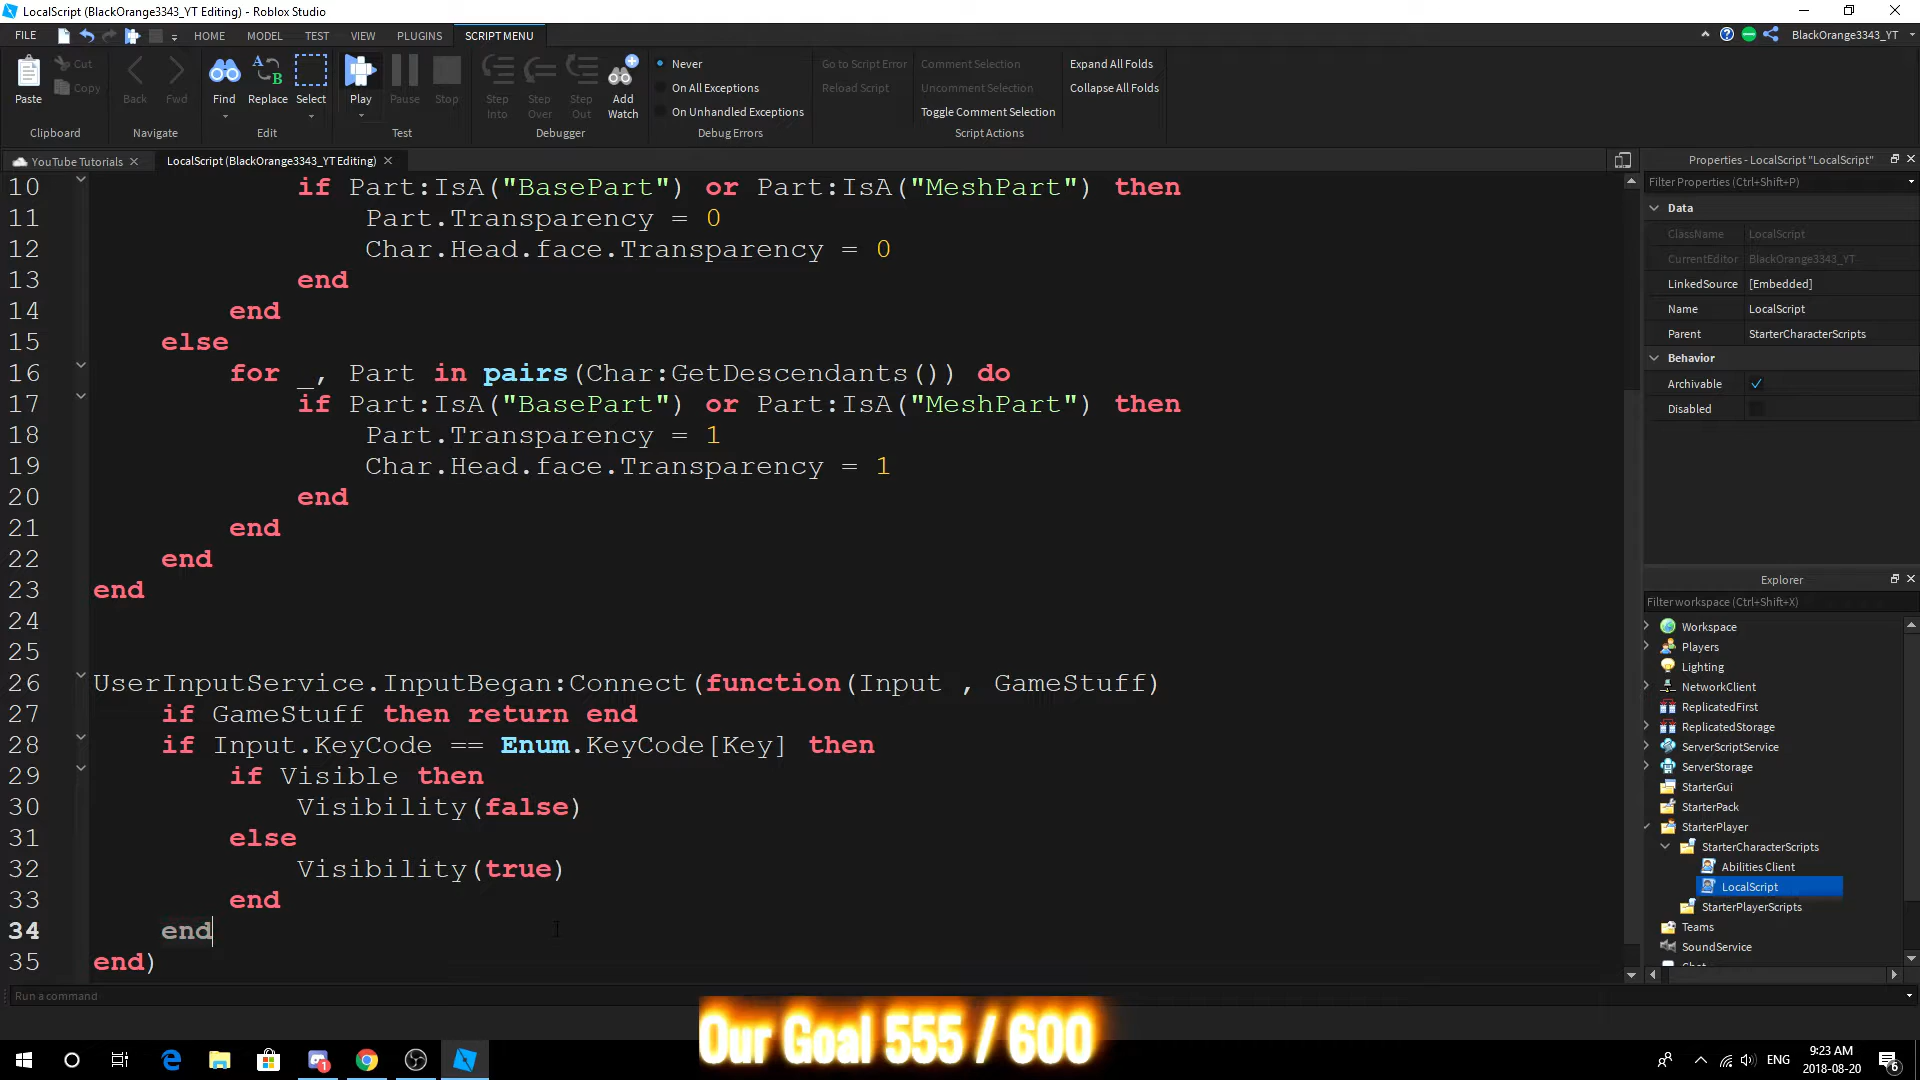 LocalScript (BlackOrange3343_YT Editing) - Roblox Studio
FILE HOME MODEL TEST VIEW PLUGINS SCRIPT MENU BlackOrange3343_YT
Paste Cut Copy Back Fwd Find Replace Select Play Pause Stop Step Into Step Over Step Out Add Watch
Never
On All Exceptions
On Unhandled Exceptions
Go to Script Error
Reload Script
Comment Selection
Uncomment Selection
Toggle Comment Selection
Expand All Folds
Collapse All Folds
Clipboard Navigate Edit Test Debugger Debug Errors Script Actions
YouTube Tutorials LocalScript (BlackOrange3343_YT Editing)
10 if Part:IsA("BasePart") or Part:IsA("MeshPart") then
11 Part.Transparency = 0
12 Char.Head.face.Transparency = 0
13 end
14 end
15 else
16 for _, Part in pairs(Char:GetDescendants()) do
17 if Part:IsA("BasePart") or Part:IsA("MeshPart") then
18 Part.Transparency = 1
19 Char.Head.face.Transparency = 1
20 end
21 end
22 end
23 end
24
25
26 UserInputService.InputBegan:Connect(function(Input , GameStuff)
27 if GameStuff then return end
28 if Input.KeyCode == Enum.KeyCode[Key] then
29 if Visible then
30 Visibility(false)
31 else
32 Visibility(true)
33 end
34 end
35 end)
Run a command
Properties - LocalScript "LocalScript"
Filter Properties (Ctrl+Shift+P)
Data
ClassName LocalScript
CurrentEditor BlackOrange3343_YT
LinkedSource [Embedded]
Name LocalScript
Parent StarterCharacterScripts
Behavior
Archivable
Disabled
Explorer
Filter workspace (Ctrl+Shift+X)
Workspace
Players
Lighting
NetworkClient
ReplicatedFirst
ReplicatedStorage
ServerScriptService
ServerStorage
StarterGui
StarterPack
StarterPlayer
StarterCharacterScripts
Abilities Client
LocalScript
StarterPlayerScripts
Teams
SoundService
Our Goal 555 / 600
ENG
9:23 AM
2018-08-20
6